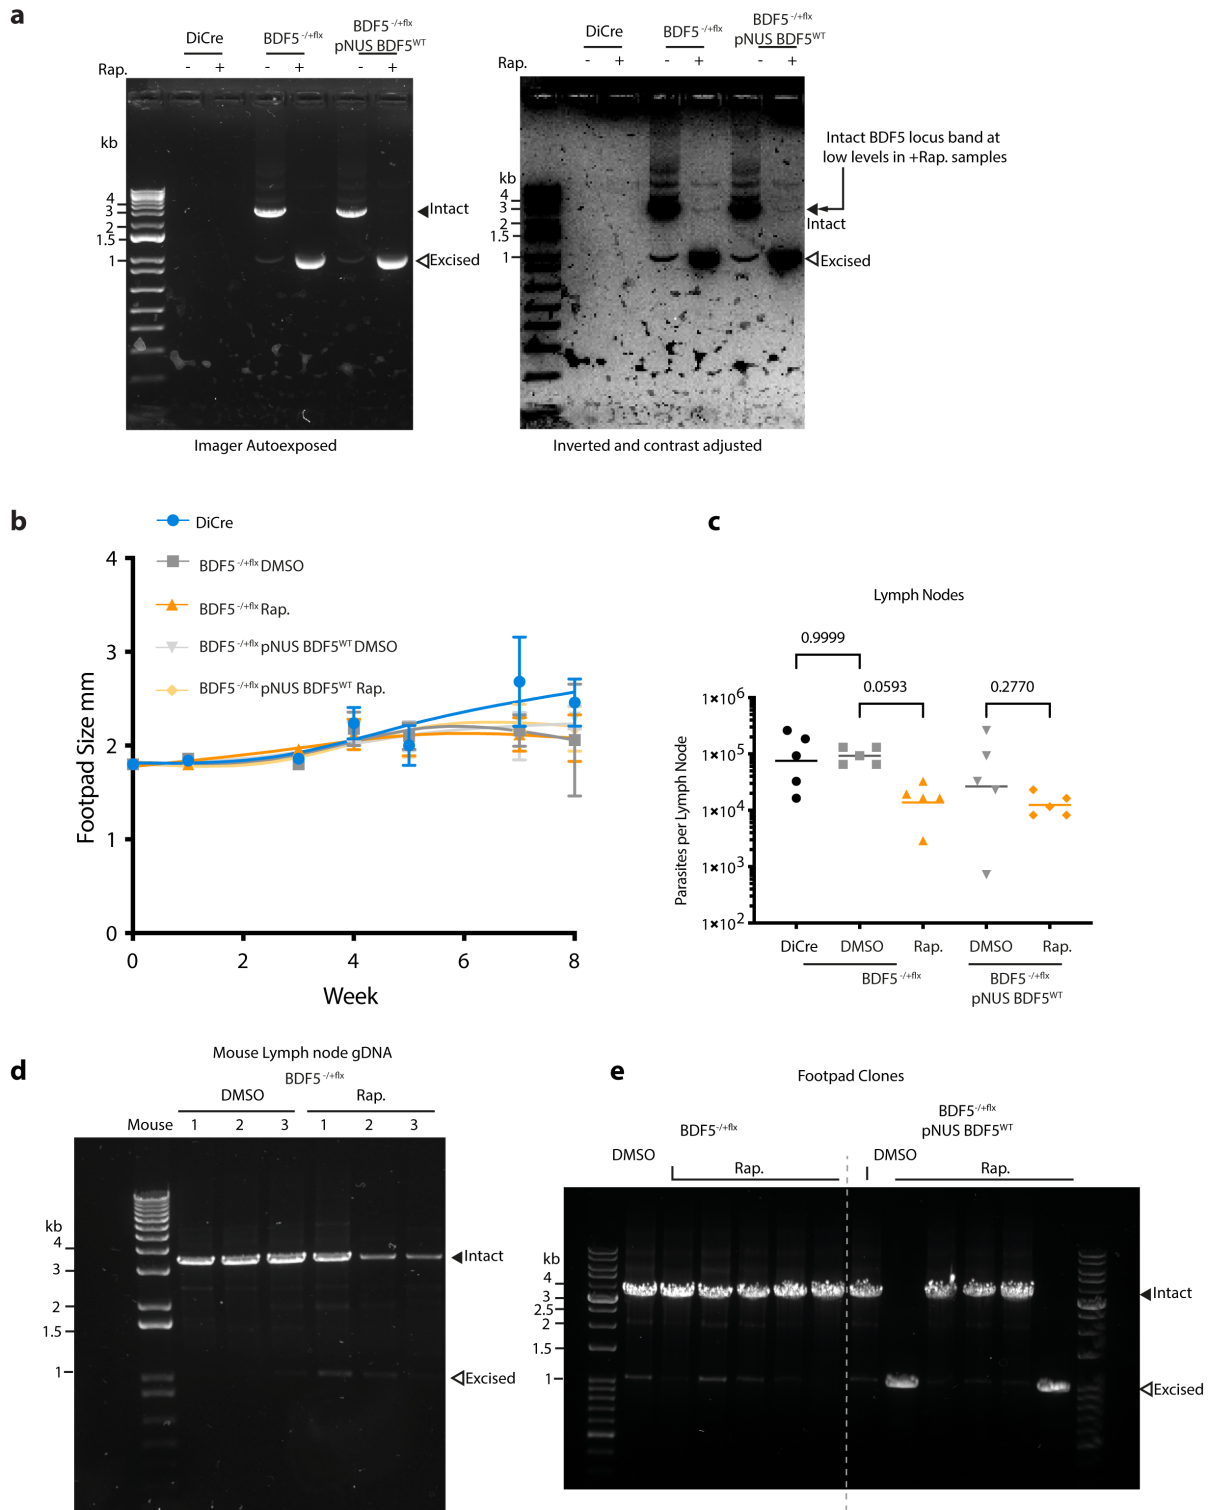 a
DiCre
BDF5 -/+flx
BDF5 -/+flx
pNUS BDF5WT
Rap.
- + - + - +
kb
4
3
2
1.5
1
Intact
Excised
Imager Autoexposed
DiCre
BDF5 -/+flx
BDF5 -/+flx
pNUS BDF5WT
Rap.
- + - + - +
kb
4
3
2
1.5
1
Intact BDF5 locus band at
low levels in +Rap. samples
Intact
Excised
Inverted and contrast adjusted
b
DiCre
BDF5 -/+flx DMSO
BDF5 -/+flx Rap.
BDF5 -/+flx pNUS BDF5WT DMSO
BDF5 -/+flx pNUS BDF5WT Rap.
Footpad Size mm
4
3
2
1
0
0 2 4 6 8
Week
c
Lymph Nodes
0.9999
0.0593
0.2770
Parasites per Lymph Node
1×10^6
1×10^5
1×10^4
1×10^3
1×10^2
DiCre DMSO Rap. DMSO Rap.
BDF5 -/+flx
BDF5 -/+flx
pNUS BDF5WT
d
Mouse Lymph node gDNA
BDF5 -/+flx
DMSO Rap.
Mouse 1 2 3 1 2 3
kb
4
3
2
1.5
1
Intact
Excised
e
Footpad Clones
BDF5-/+flx
BDF5-/+flx
pNUS BDF5WT
DMSO
Rap.
DMSO
Rap.
kb
4
3
2.5
2
1.5
1
Intact
Excised